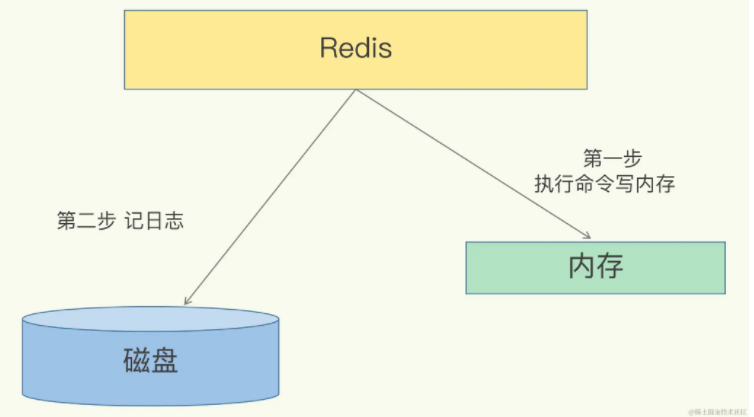 Redis
第一步
执行命令写内存
第二步 记日志
内存
磁盘
@稀土掘金技术社区